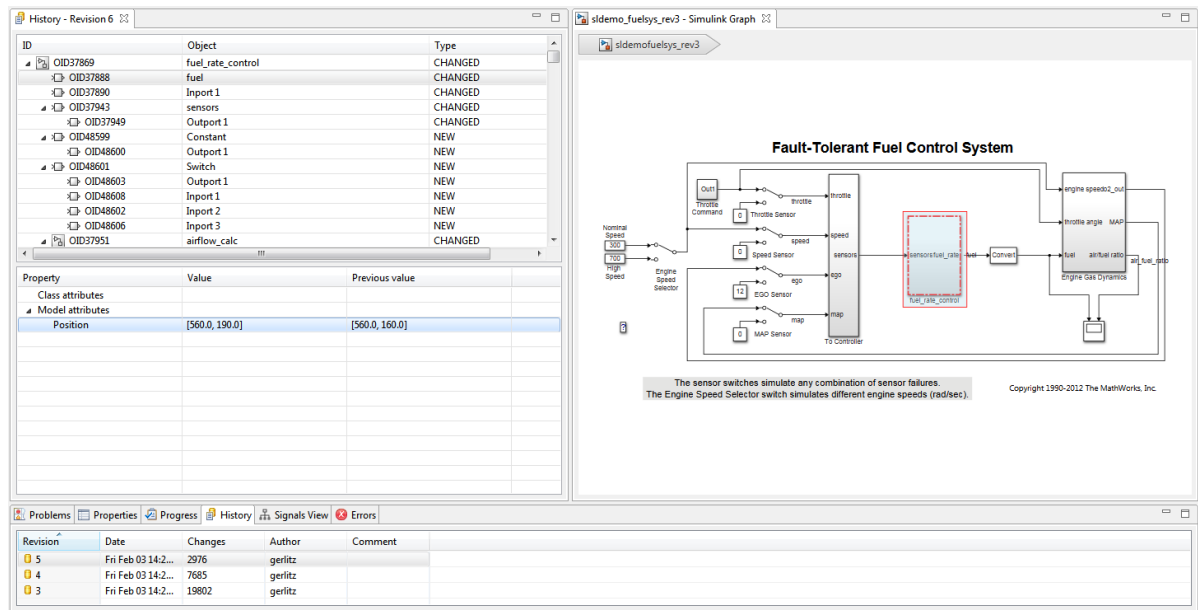 History - Revision 6
ID Object Type
OID37869 fuel_rate_control CHANGED
OID37888 fuel CHANGED
OID37890 Inport 1 CHANGED
OID37943 sensors CHANGED
OID37949 Outport 1 CHANGED
OID48599 Constant NEW
OID48600 Outport 1 NEW
OID48601 Switch NEW
OID48603 Outport 1 NEW
OID48608 Inport 1 NEW
OID48602 Inport 2 NEW
OID48606 Inport 3 NEW
OID37951 airflow_calc CHANGED
Property Value Previous value
Class attributes
Model attributes
Position [560.0, 190.0] [560.0, 160.0]
sldemo_fuelsys_rev3 - Simulink Graph
sldemofuelsys_rev3
Fault-Tolerant Fuel Control System
Out1
Throttle
Command
throttle
0
Throttle Sensor
throttle
Nominal
Speed
300
700
High
Speed
Engine
Speed
Selector
speed
0
Speed Sensor
speed
ego
12
EGO Sensor
ego
map
0
MAP Sensor
map
sensors
To Controller
sensors fuel_rate
fuel_rate_control
fuel
Convert
engine speed o2_out
throttle angle MAP
fuel air/fuel ratio
Engine Gas Dynamics
air_fuel_ratio
?
The sensor switches simulate any combination of sensor failures.
The Engine Speed Selector switch simulates different engine speeds (rad/sec).
Copyright 1990-2012 The MathWorks, Inc.
Problems Properties Progress History Signals View Errors
Revision Date Changes Author Comment
5 Fri Feb 03 14:2... 2976 gerlitz
4 Fri Feb 03 14:2... 7685 gerlitz
3 Fri Feb 03 14:2... 19802 gerlitz